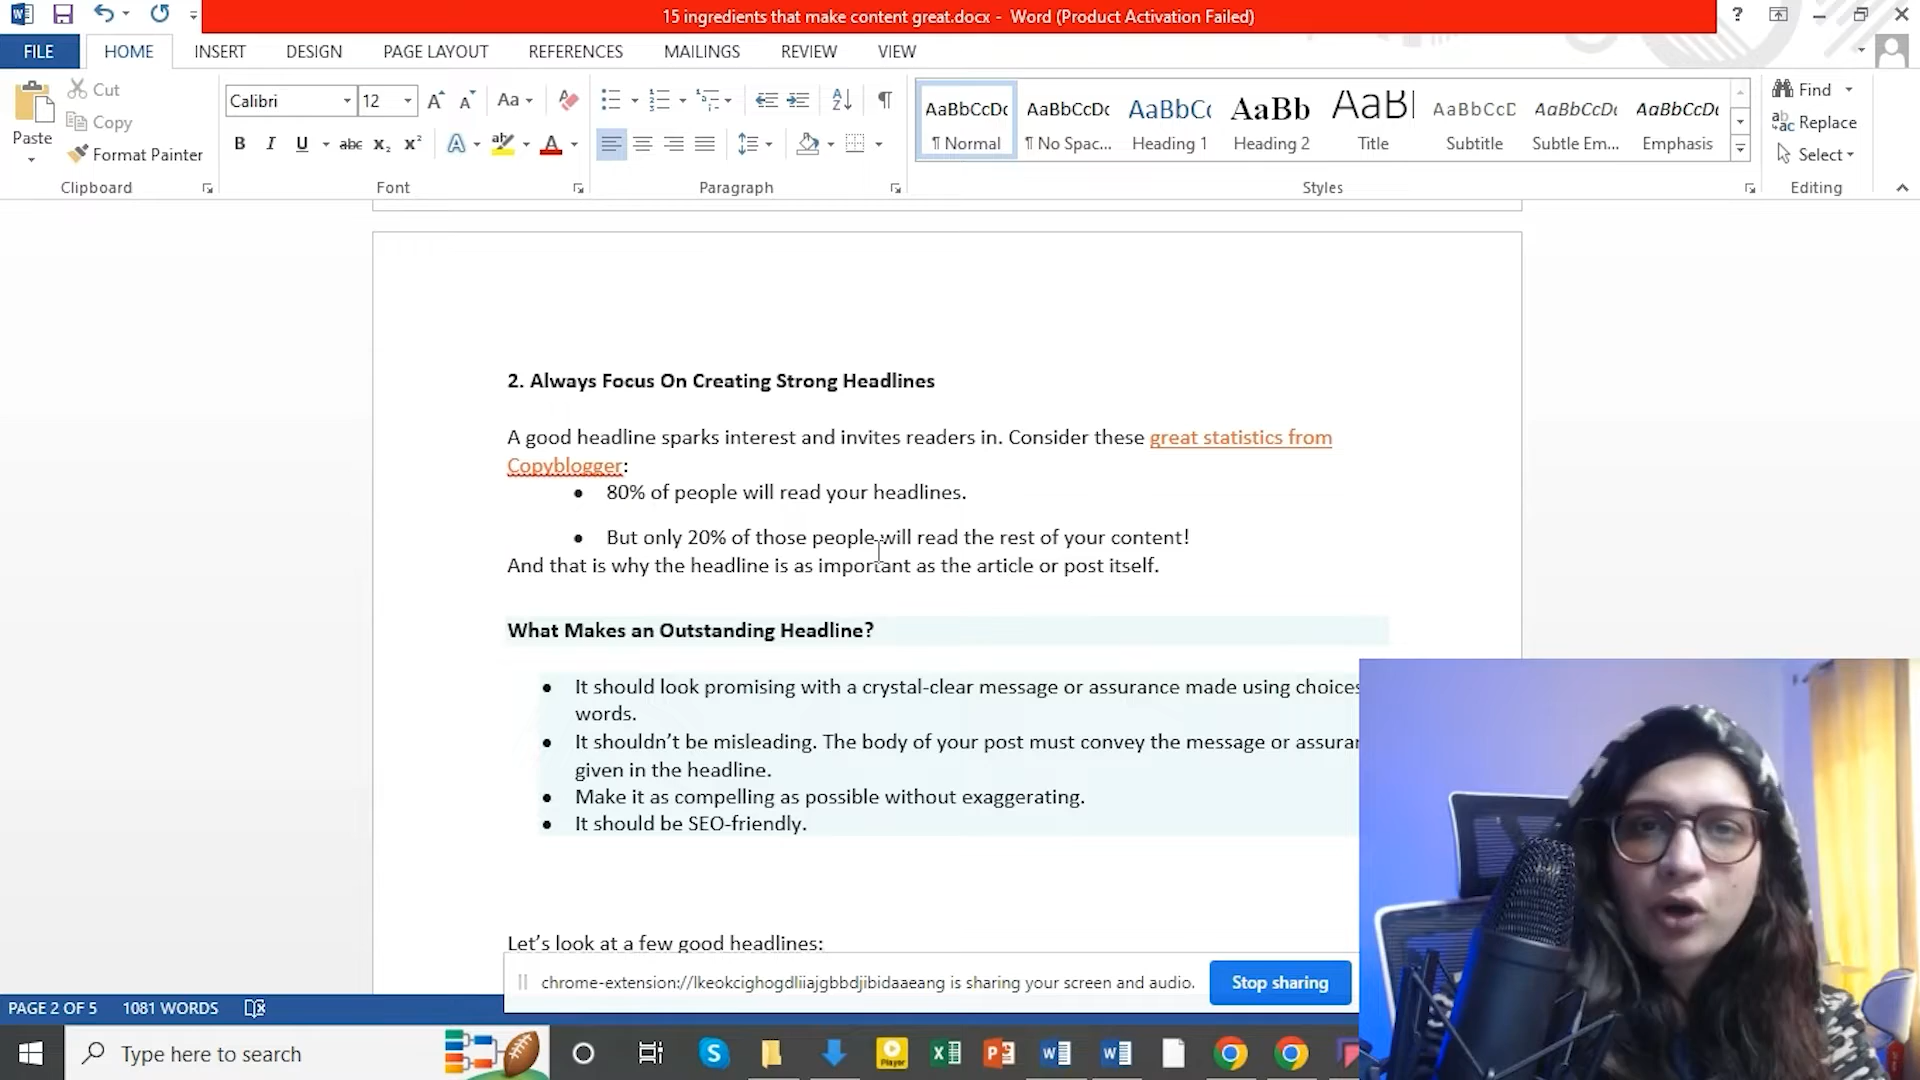 15 ingredients that make content great.docx - Word (Product Activation Failed)
FILE HOME INSERT DESIGN PAGE LAYOUT REFERENCES MAILINGS REVIEW VIEW
Cut
Copy
Paste
Format Painter
Clipboard
Calibri 12
Font
Paragraph
AaBbCcDc AaBbCcDc AaBbC AaBb AaB AaBbCcD AaBbCcDc AaBbCcDc
¶ Normal ¶ No Spac... Heading 1 Heading 2 Title Subtitle Subtle Em... Emphasis
Styles
Find
Replace
Select
Editing
2. Always Focus On Creating Strong Headlines
A good headline sparks interest and invites readers in. Consider these great statistics from
Copyblogger:
• 80% of people will read your headlines.
• But only 20% of those people will read the rest of your content!
And that is why the headline is as important as the article or post itself.
What Makes an Outstanding Headline?
• It should look promising with a crystal-clear message or assurance made using choices
words.
• It shouldn't be misleading. The body of your post must convey the message or assuran
given in the headline.
• Make it as compelling as possible without exaggerating.
• It should be SEO-friendly.
Let's look at a few good headlines:
chrome-extension://lkeokcighogdliiajgbbdjibidaaeang is sharing your screen and audio.
Stop sharing
PAGE 2 OF 5 1081 WORDS
Type here to search
Player